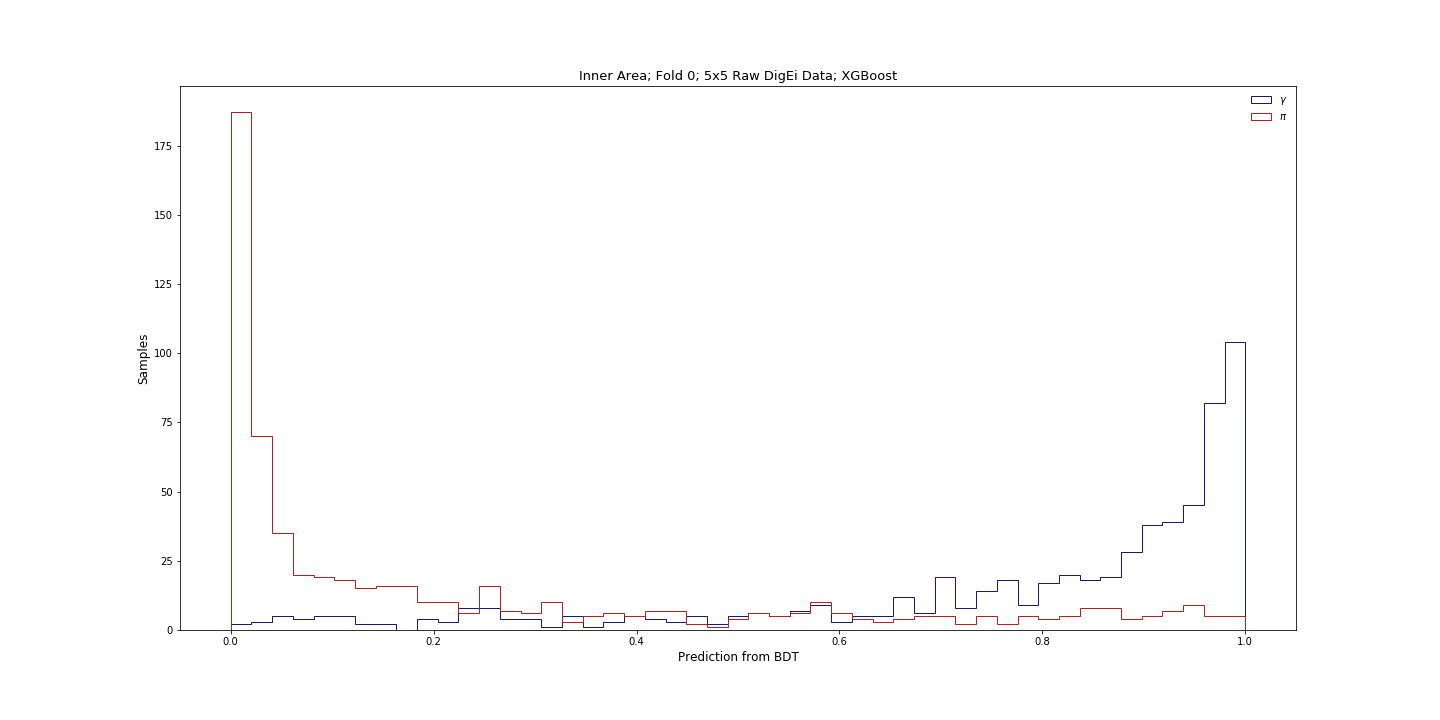 Inner Area; Fold 0; 5x5 Raw DigEi Data; XGBoost
γ
π
175
150
125
100
75
50
25
0
Samples
0.0 0.2 0.4 0.6 0.8 1.0
Prediction from BDT